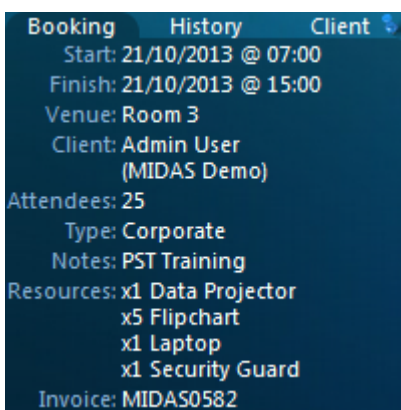 Booking History Client
Start: 21/10/2013 @ 07:00
Finish: 21/10/2013 @ 15:00
Venue: Room 3
Client: Admin User
(MIDAS Demo)
Attendees: 25
Type: Corporate
Notes: PST Training
Resources: x1 Data Projector
x5 Flipchart
x1 Laptop
x1 Security Guard
Invoice: MIDAS0582